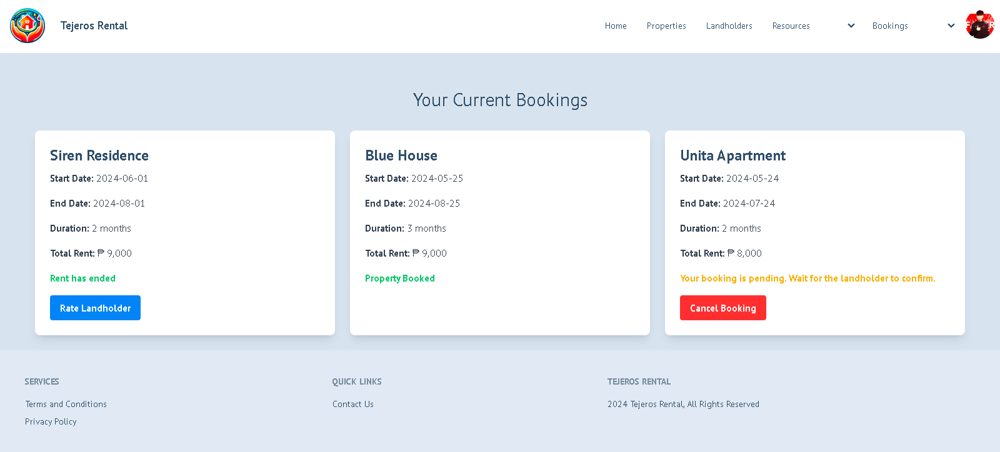 Tejeros Rental
Home
Properties
Landholders
Resources
Bookings
Your Current Bookings
Siren Residence
Start Date: 2024-06-01
End Date: 2024-08-01
Duration: 2 months
Total Rent: ₱ 9,000
Rent has ended
Rate Landholder
Blue House
Start Date: 2024-05-25
End Date: 2024-08-25
Duration: 3 months
Total Rent: ₱ 9,000
Property Booked
Unita Apartment
Start Date: 2024-05-24
End Date: 2024-07-24
Duration: 2 months
Total Rent: ₱ 8,000
Your booking is pending. Wait for the landholder to confirm.
Cancel Booking
SERVICES
Terms and Conditions
Privacy Policy
QUICK LINKS
Contact Us
TEJEROS RENTAL
2024 Tejeros Rental, All Rights Reserved